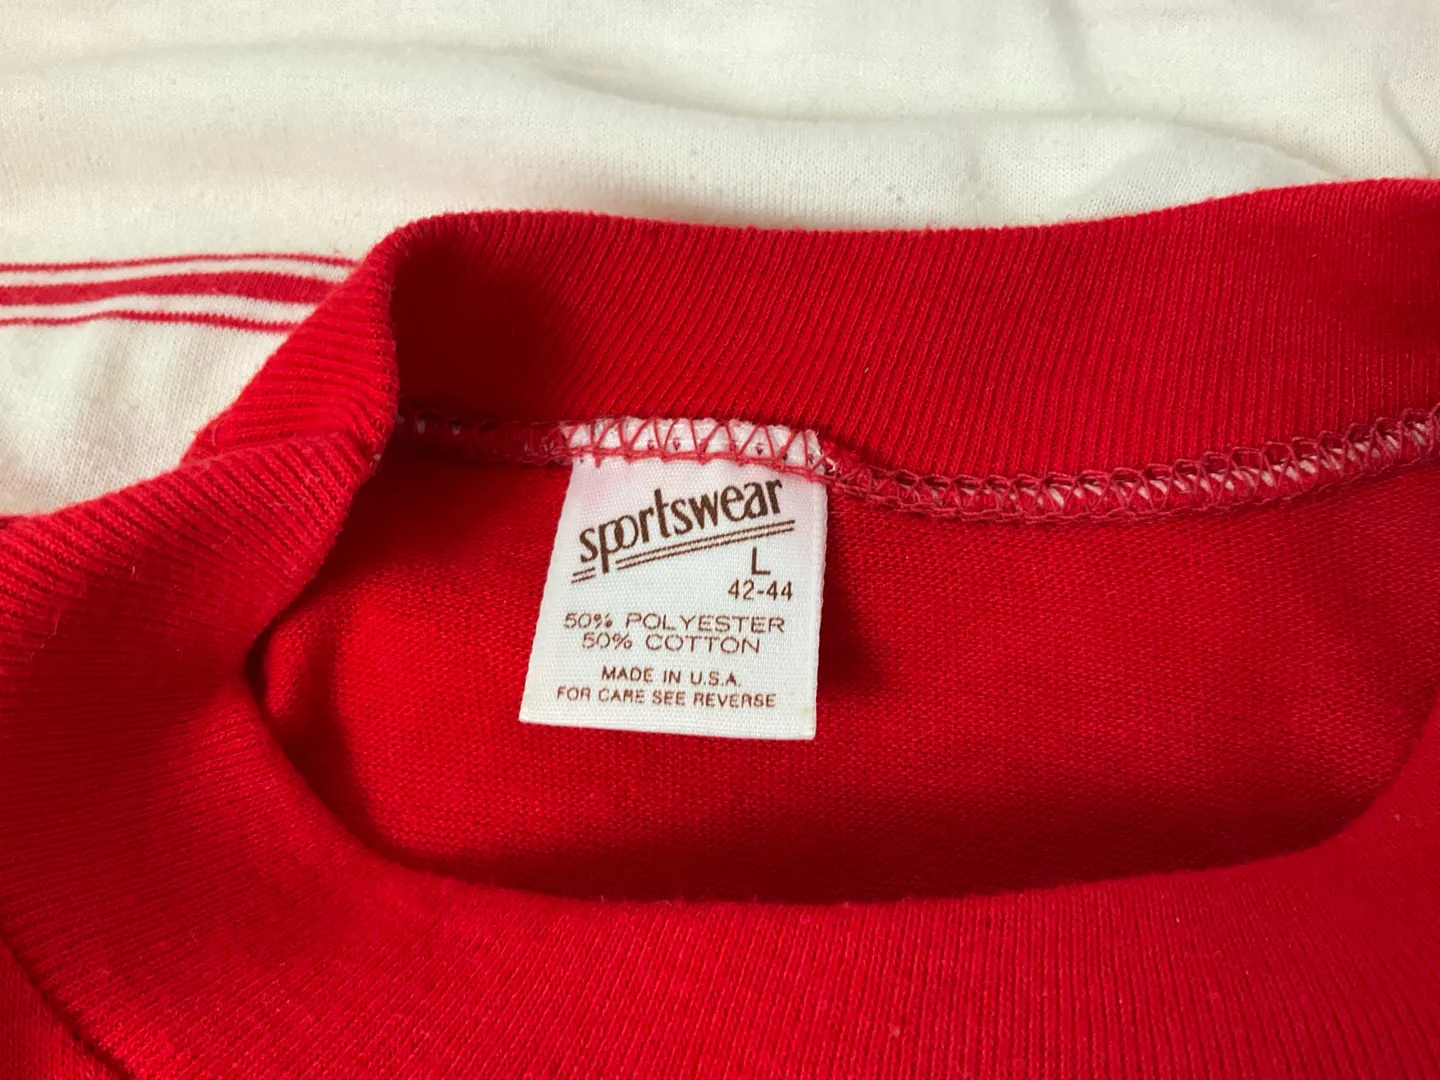 sportswear
L
42-44
50% POLYESTER
50% COTTON
MADE IN U.S.A.
FOR CARE SEE REVERSE